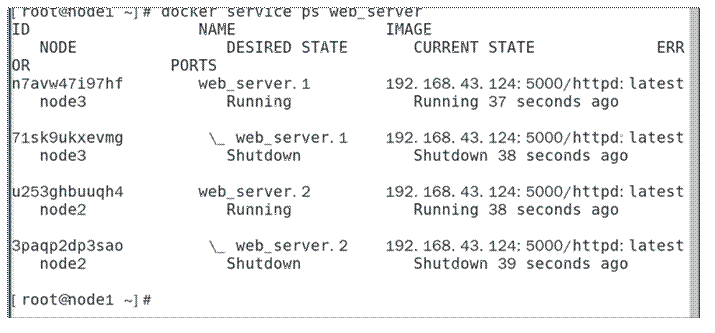 [root@node1 ~]# docker service ps web_server
ID                  NAME                IMAGE
   NODE                DESIRED STATE       CURRENT STATE             ERR
OR               PORTS
n7avw47i97hf        web_server.1        192.168.43.124:5000/httpd:latest
   node3               Running             Running 37 seconds ago
71sk9ukxevmg         \_ web_server.1    192.168.43.124:5000/httpd:latest
   node3               Shutdown            Shutdown 38 seconds ago
u253ghbuuqh4        web_server.2        192.168.43.124:5000/httpd:latest
   node2               Running             Running 38 seconds ago
3paqp2dp3sao         \_ web_server.2    192.168.43.124:5000/httpd:latest
   node2               Shutdown            Shutdown 39 seconds ago
[root@node1 ~]#